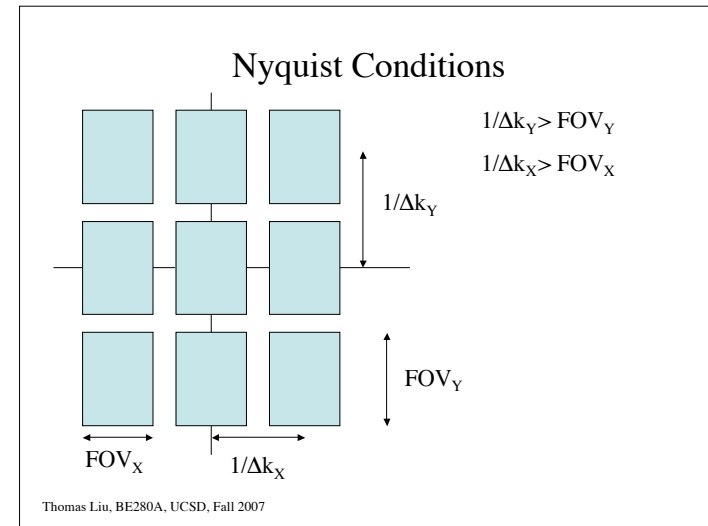 Nyquist Conditions
1/Δk_Y> FOV_Y
1/Δk_X> FOV_X
1/Δk_Y
FOV_Y
FOV_X
1/Δk_X
Thomas Liu, BE280A, UCSD, Fall 2007